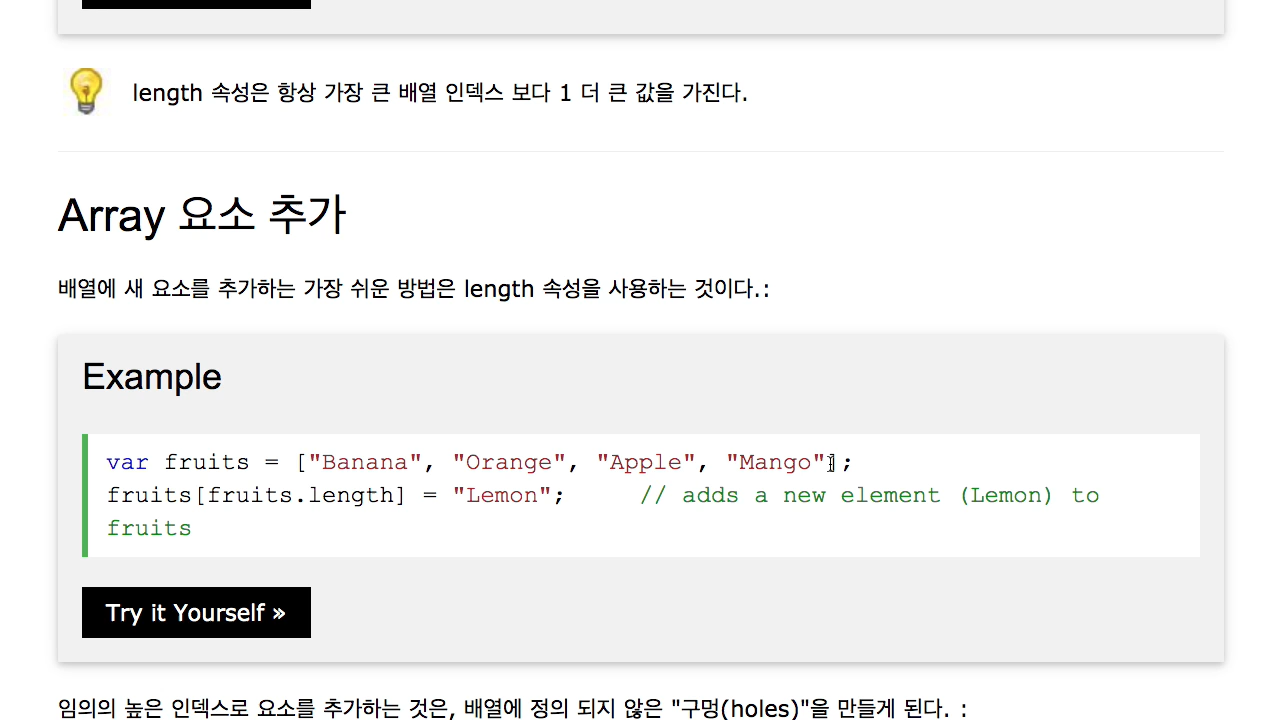 length 속성은 항상 가장 큰 배열 인덱스 보다 1 더 큰 값을 가진다.
Array 요소 추가
배열에 새 요소를 추가하는 가장 쉬운 방법은 length 속성을 사용하는 것이다.:
Example
var fruits = ["Banana", "Orange", "Apple", "Mango"];
fruits[fruits.length] = "Lemon";     // adds a new element (Lemon) to
fruits
Try it Yourself »
임의의 높은 인덱스로 요소를 추가하는 것은, 배열에 정의 되지 않은 "구멍(holes)"을 만들게 된다. :